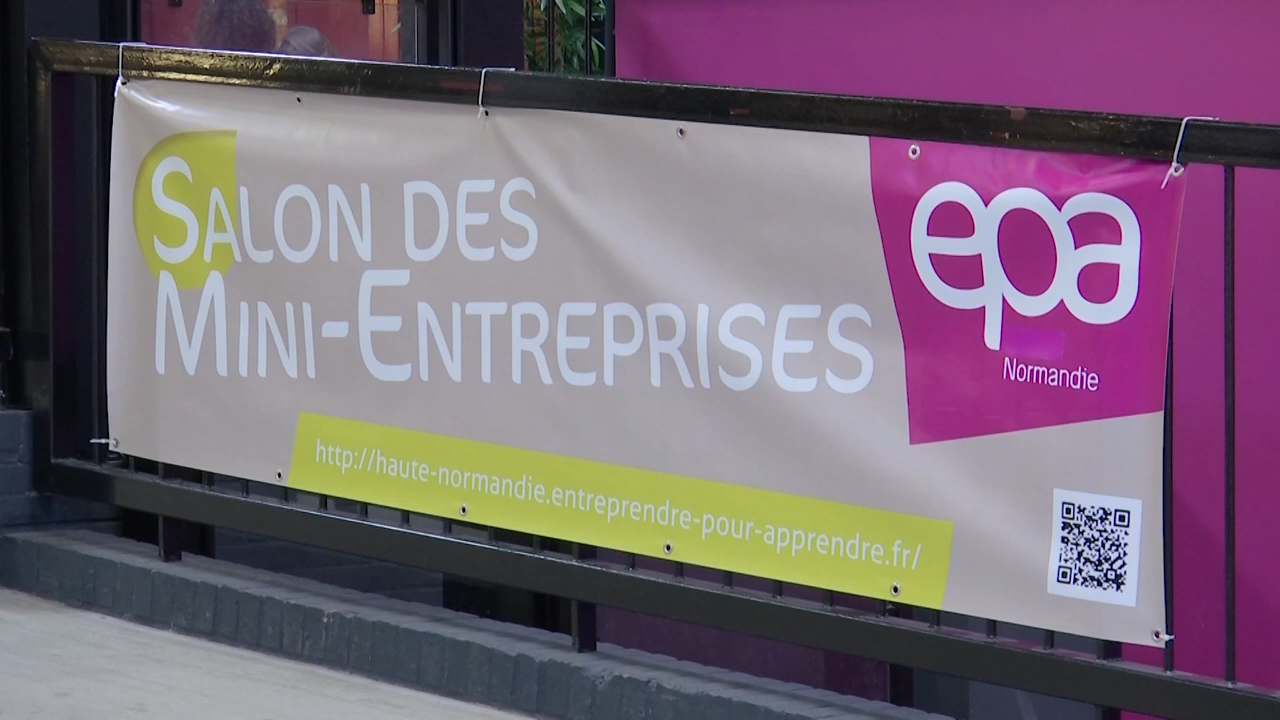 SALON DES
MINI-ENTREPRISES
epa
Normandie
http://haute-normandie.entreprendre-pour-apprendre.fr/